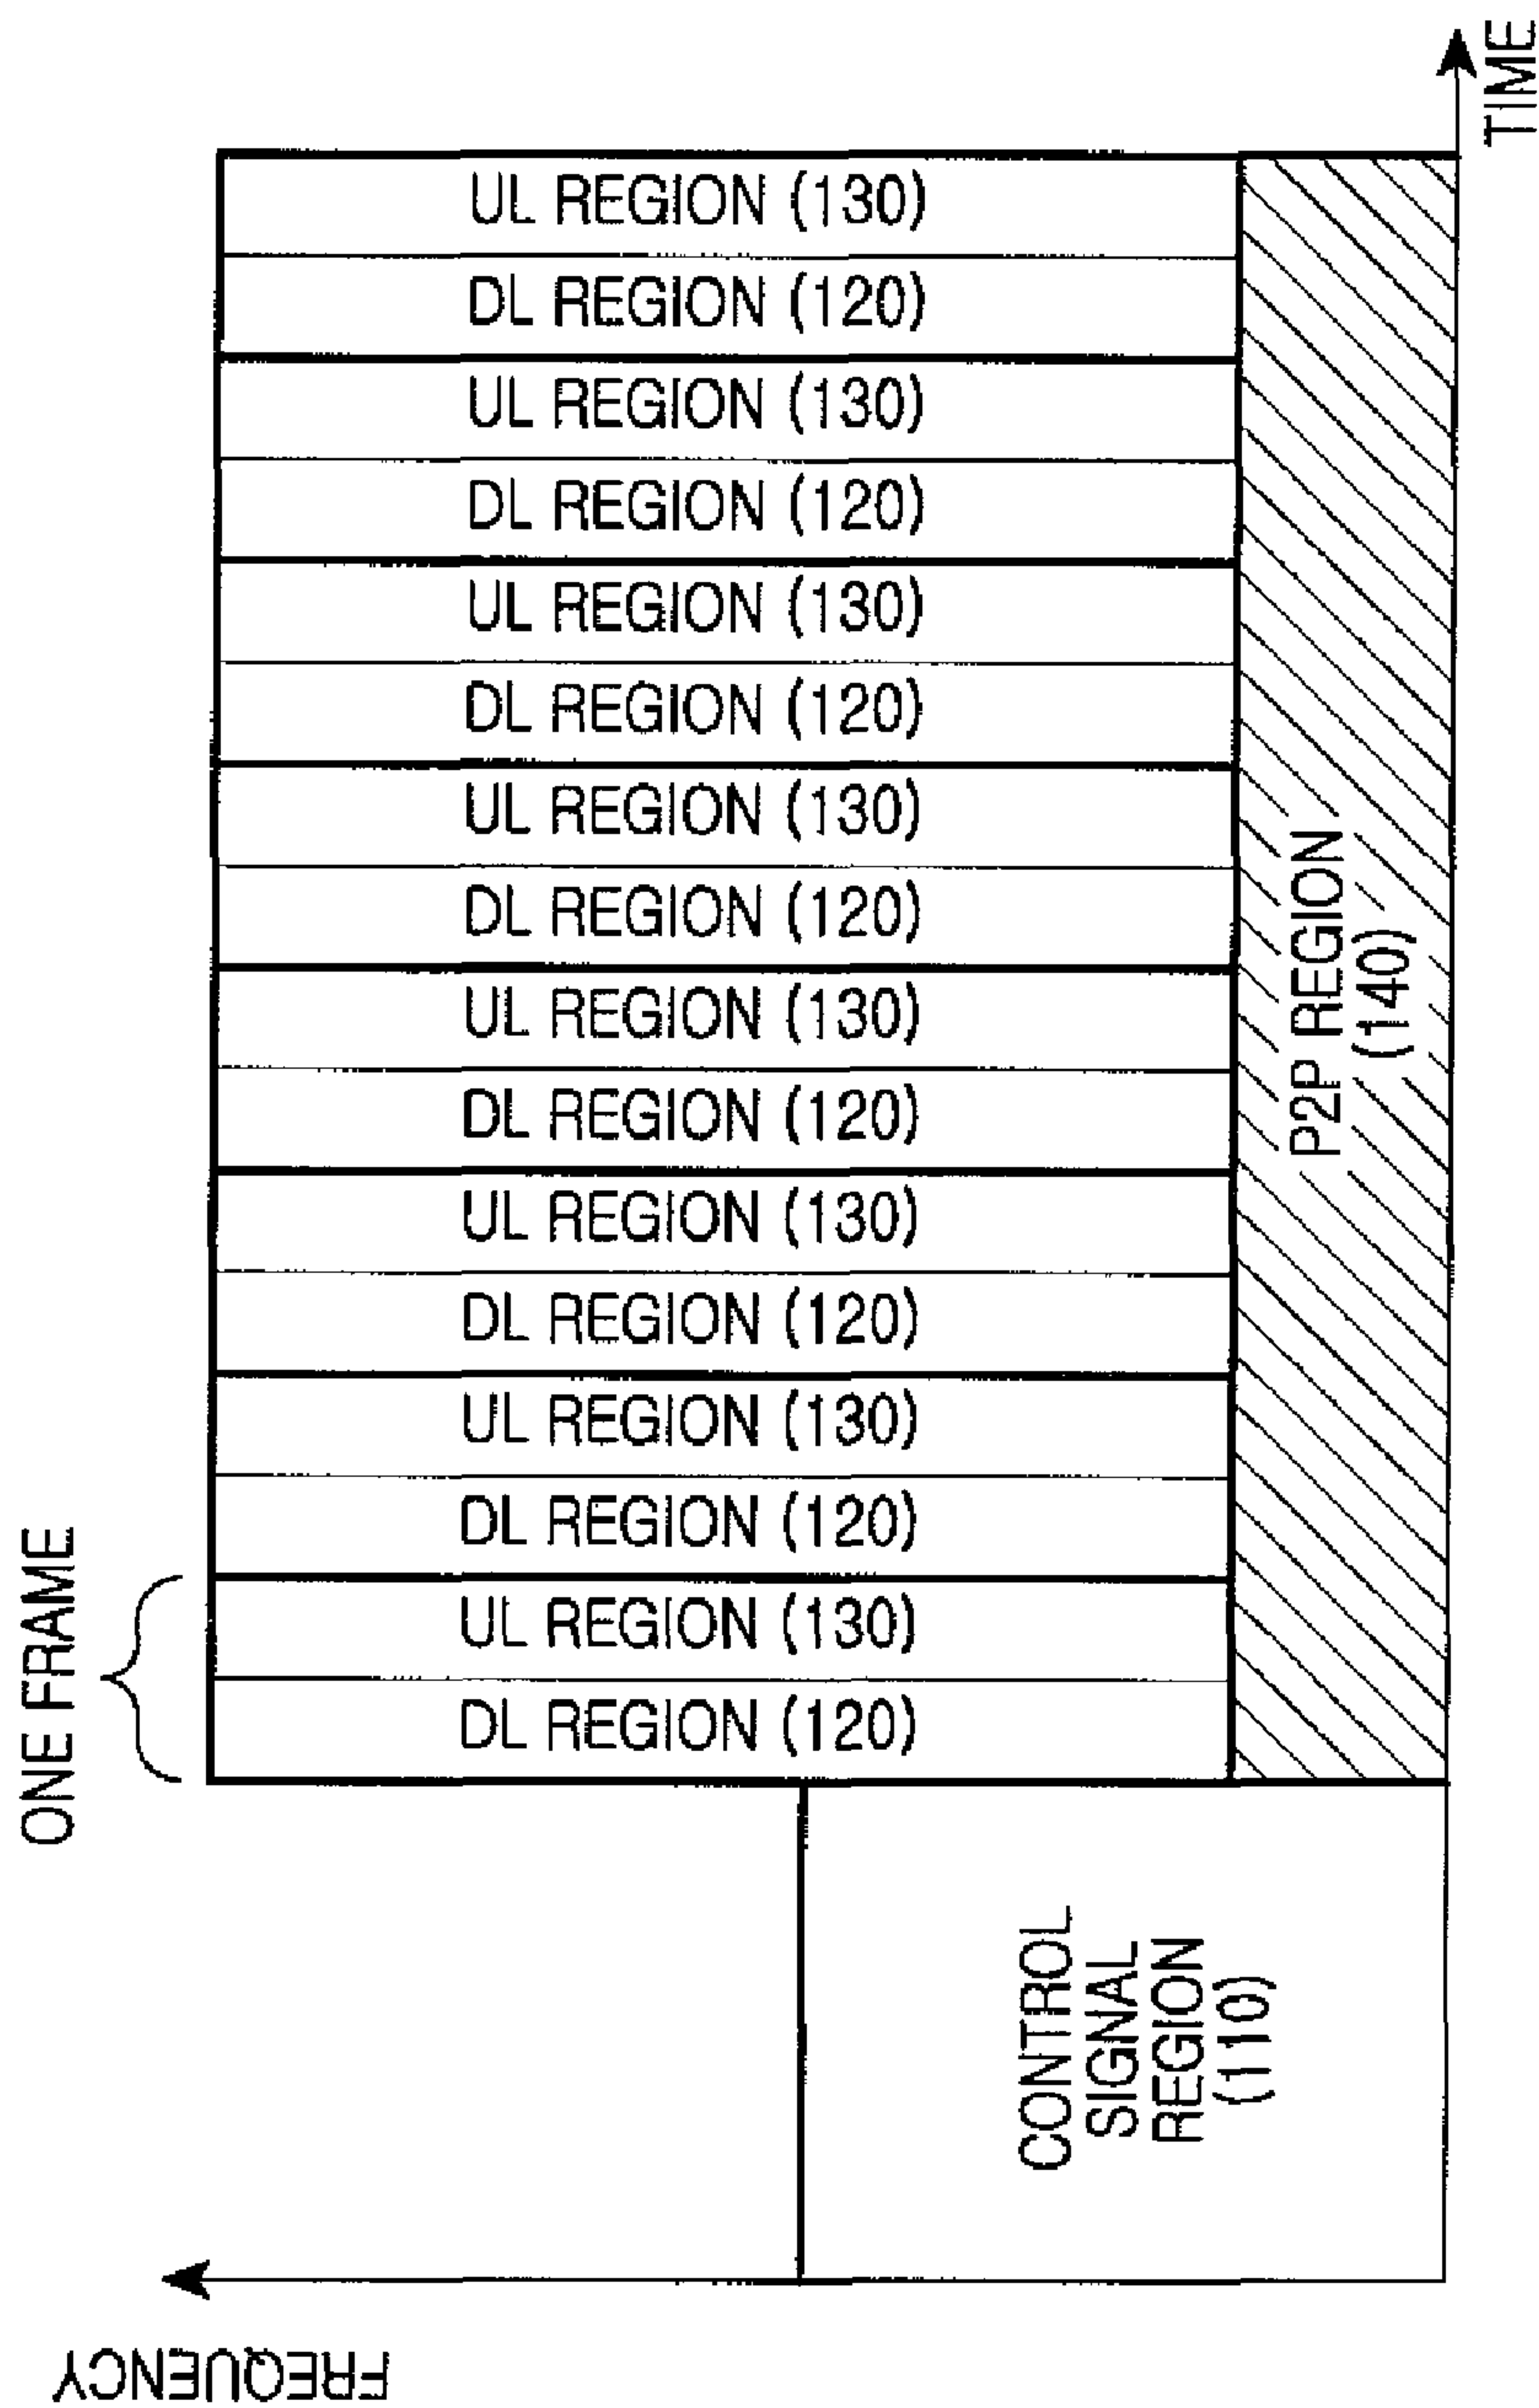 FREQUENCY
ONE FRAME
CONTROL
SIGNAL
REGION
(110)
DL REGION (120)
UL REGION (130)
DL REGION (120)
UL REGION (130)
DL REGION (120)
UL REGION (130)
DL REGION (120)
UL REGION (130)
DL REGION (120)
UL REGION (130)
DL REGION (120)
UL REGION (130)
DL REGION (120)
UL REGION (130)
DL REGION (120)
UL REGION (130)
P2P REGION
(140)
TIME